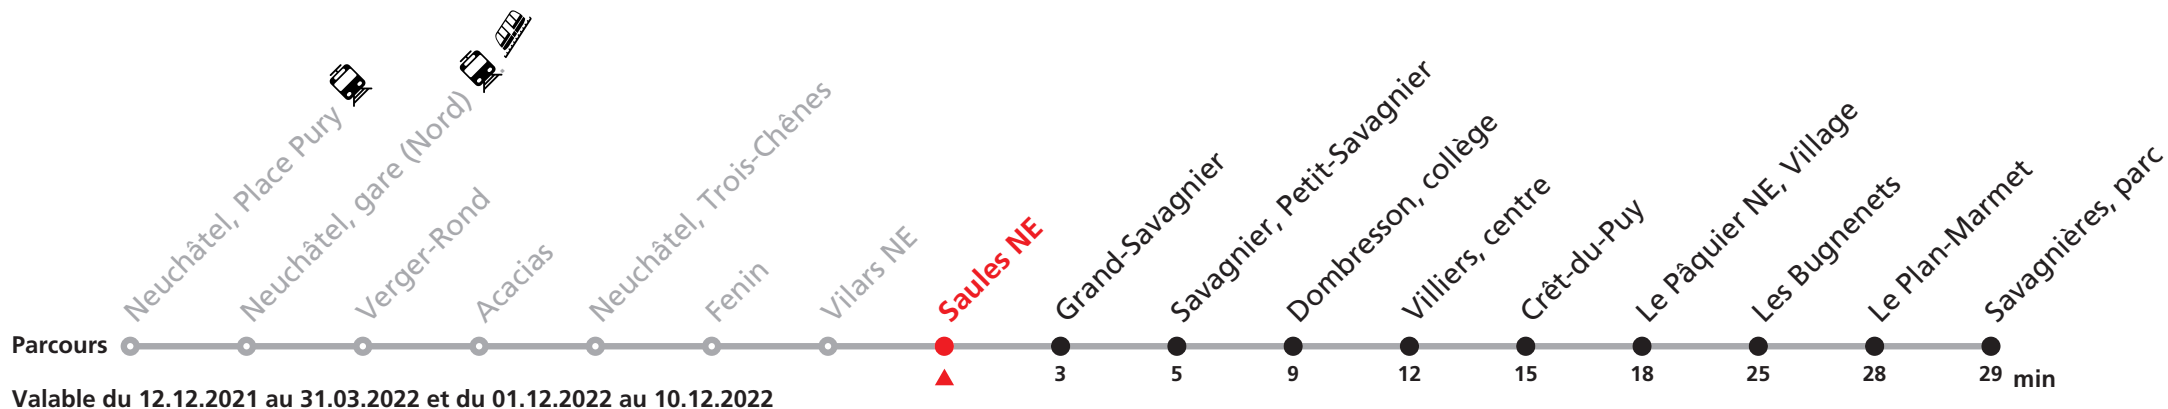 Neuchâtel, Place Pury
Neuchâtel, gare (Nord)
Verger-Rond
Acacias
Neuchâtel, Trois-Chênes
Fenin
Vilars NE
Saules NE
Grand-Savagnier
Savagnier, Petit-Savagnier
Dombresson, collège
Villiers, centre
Crêt-du-Puy
Le Pâquier NE, Village
Les Bugnenets
Le Plan-Marmet
Savagnières, parc
Parcours
3 5 9 12 15 18 25 28 29 min
Valable du 12.12.2021 au 31.03.2022 et du 01.12.2022 au 10.12.2022